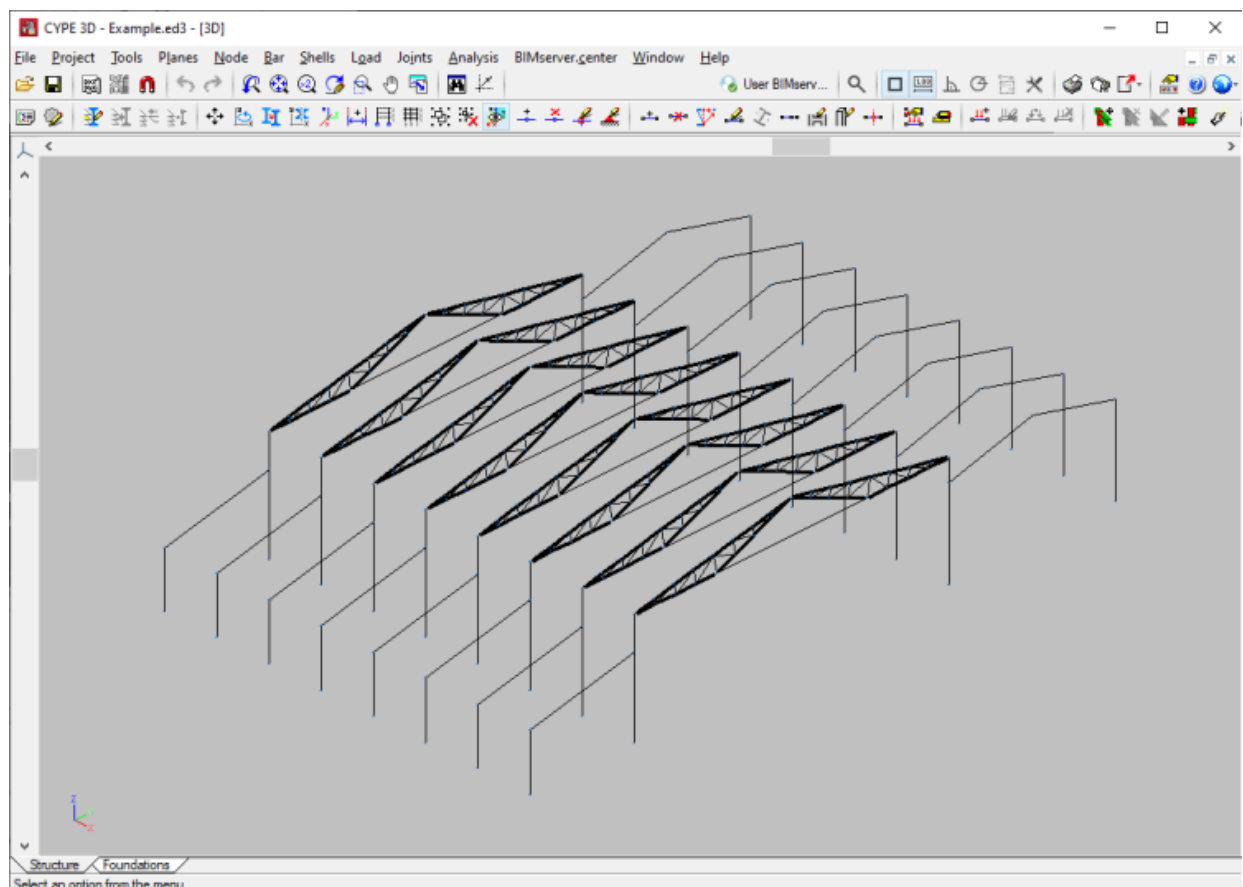 CYPE 3D - Example.ed3 - [3D]
File Project Tools Planes Node Bar Shells Load Joints Analysis BIMserver.center Window Help
User BIMserv...
Z
X
Structure Foundations
Select an option from the menu